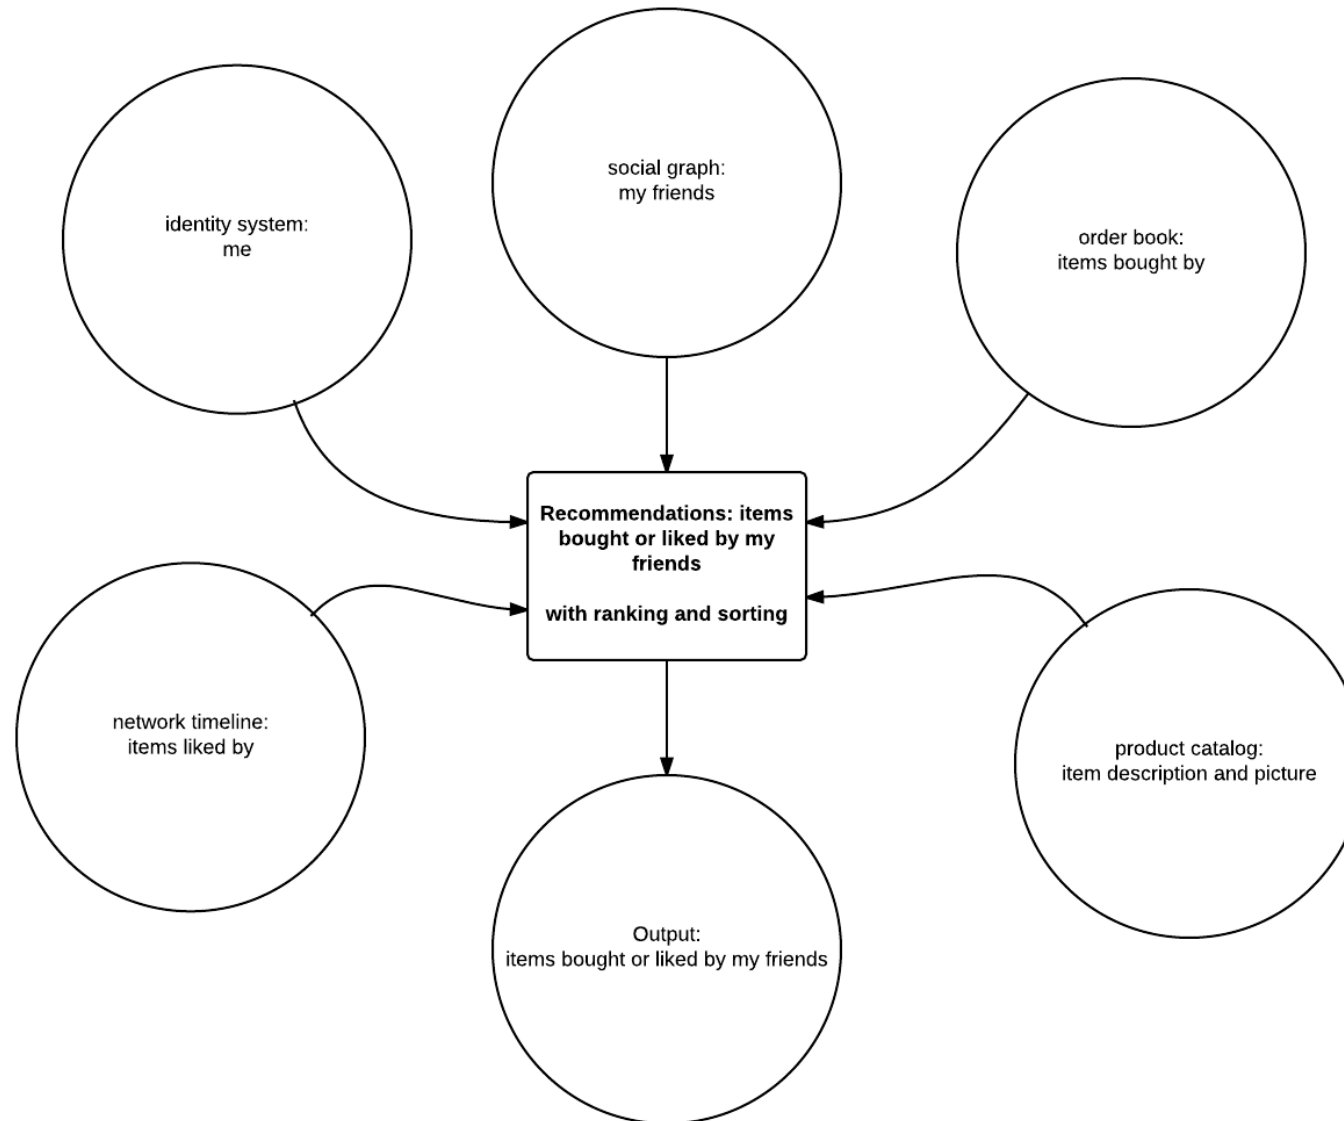 social graph:
my friends
identity system:
me
order book:
items bought by
Recommendations: items
bought or liked by my
friends
with ranking and sorting
network timeline:
items liked by
product catalog:
item description and picture
Output:
items bought or liked by my friends